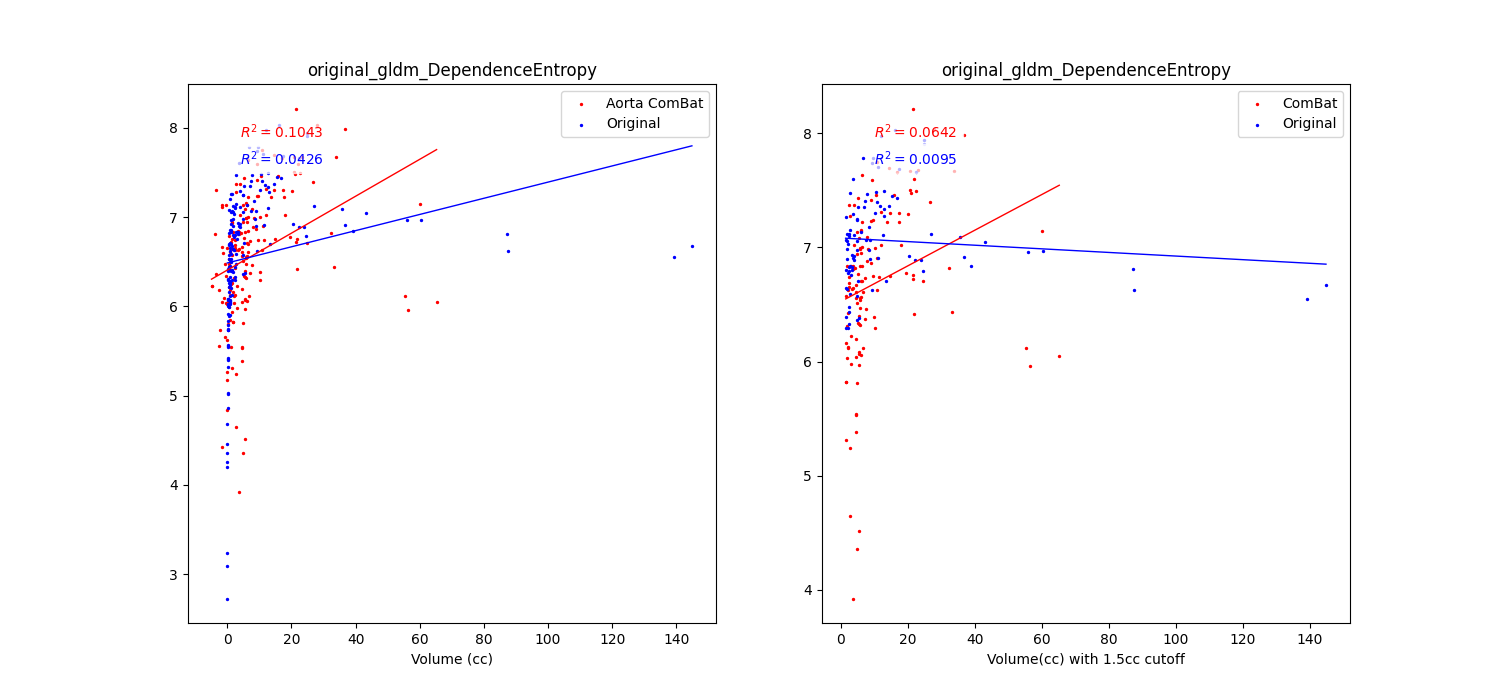 original_gldm_DependenceEntropy
Aorta ComBat
Original
R² = 0.1043
R² = 0.0426
8
7
6
5
4
3
0 20 40 60 80 100 120 140
Volume (cc)
original_gldm_DependenceEntropy
ComBat
Original
R² = 0.0642
R² = 0.0095
8
7
6
5
4
0 20 40 60 80 100 120 140
Volume(cc) with 1.5cc cutoff